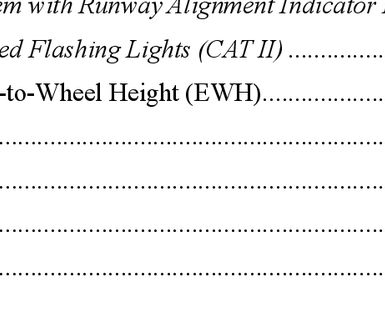 em with Runway Alignment Indicator
ed Flashing Lights (CAT II) ................
-to-Wheel Height (EWH)....................
.........................................................
.........................................................
.........................................................
.........................................................